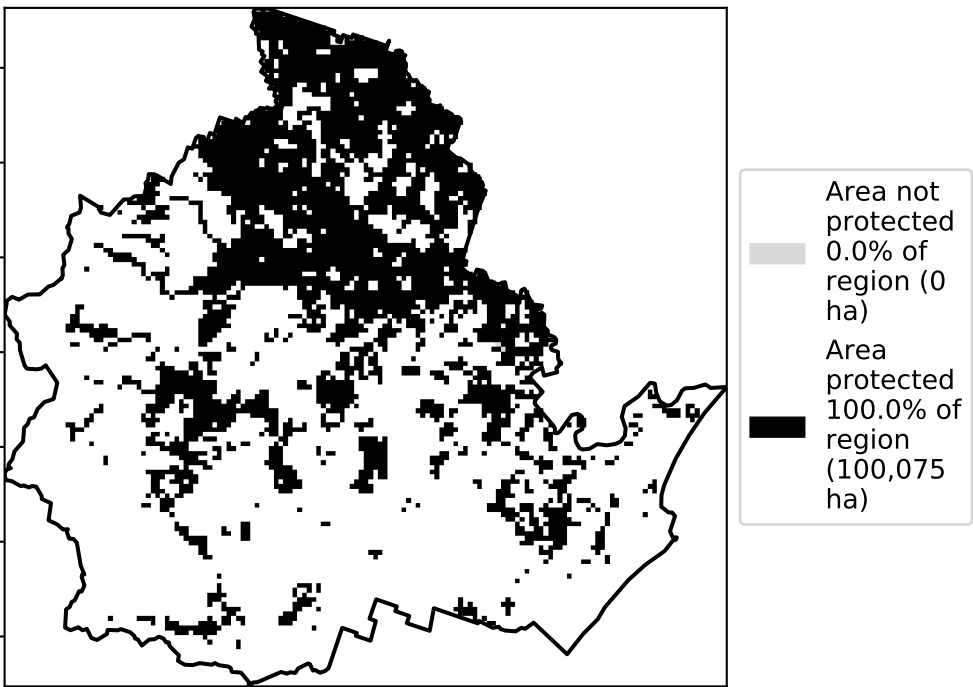 Area not
protected
0.0% of
region (0
ha)
Area
protected
100.0% of
region
(100,075
ha)